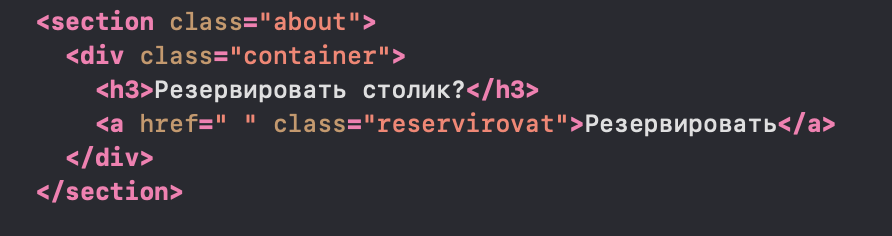 <section class="about">
<div class="container">
<h3>Резервировать столик?</h3>
<a href=" " class="reservirovat">Резервировать</a>
</div>
</section>